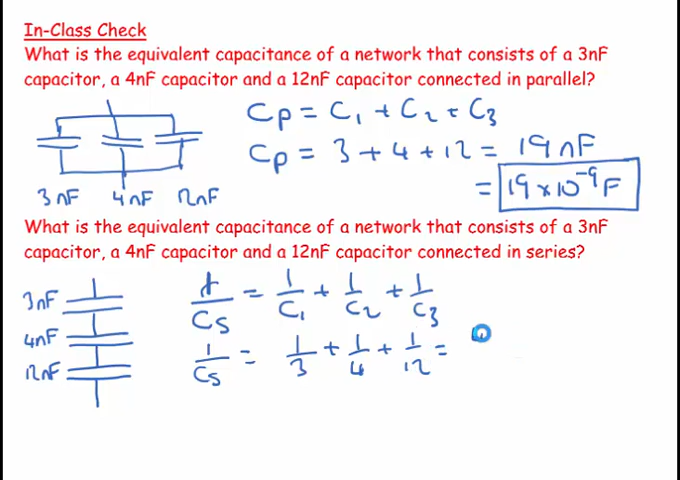 In-Class Check
What is the equivalent capacitance of a network that consists of a 3nF
capacitor, a 4nF capacitor and a 12nF capacitor connected in parallel?
Cp = C₁ + C₂ + C₃
Cp = 3 + 4 + 12 = 19 nF
= 19 x 10⁻⁹ F
3nF 4nF 12nF
What is the equivalent capacitance of a network that consists of a 3nF
capacitor, a 4nF capacitor and a 12nF capacitor connected in series?
3nF
4nF
12nF
1/Cs = 1/C₁ + 1/C₂ + 1/C₃
1/Cs = 1/3 + 1/4 + 1/12 =